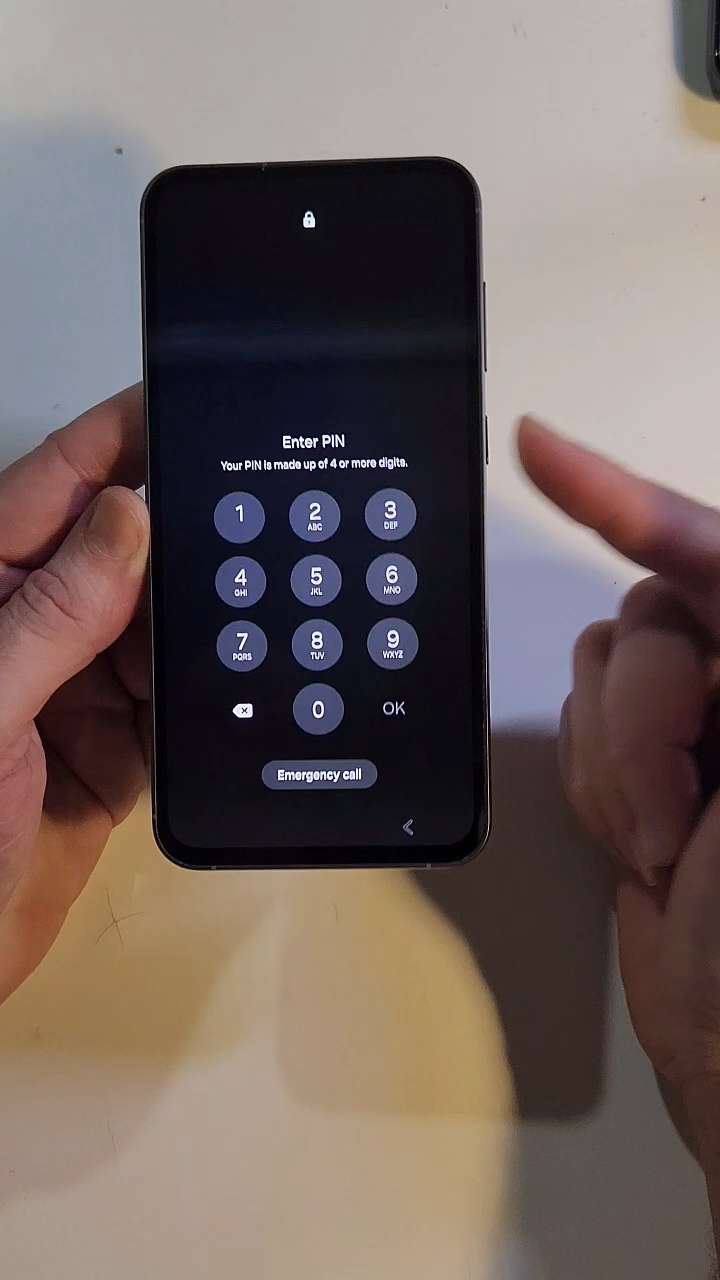 Enter PIN
Your PIN is made up of 4 or more digits.
1 2 3
ABC DEF
4 5 6
GHI JKL MNO
7 8 9
PQRS TUV WXYZ
0 OK
Emergency call